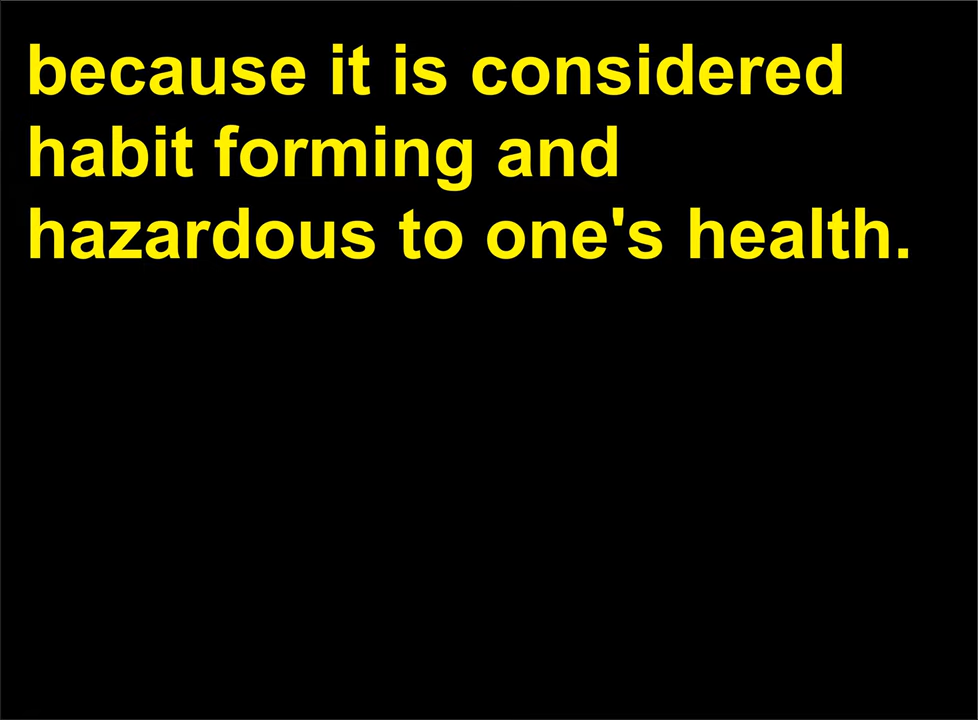 because it is considered
habit forming and
hazardous to one's health.